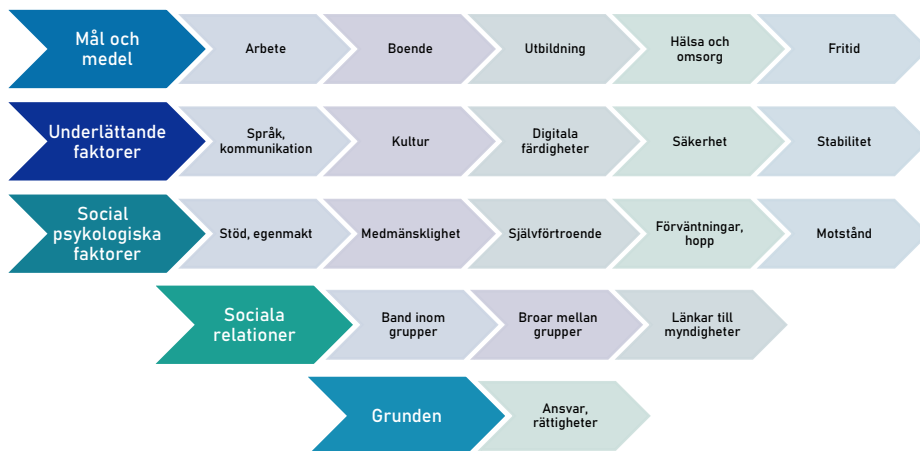 Mål och
medel
Arbete
Boende
Utbildning
Hälsa och
omsorg
Fritid
Underlättande
faktorer
Språk,
kommunikation
Kultur
Digitala
färdigheter
Säkerhet
Stabilitet
Social
psykologiska
faktorer
Stöd, egenmakt
Medmänsklighet
Självförtroende
Förväntningar,
hopp
Motstånd
Sociala
relationer
Band inom
grupper
Broar mellan
grupper
Länkar till
myndigheter
Grunden
Ansvar,
rättigheter